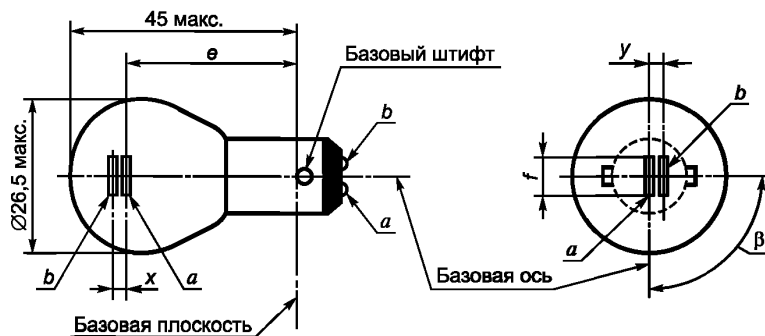 45 макс.
e
Базовый штифт
y
b
b
Ø26,5 макс.
f
a
a
β
b
x
a
Базовая ось
Базовая плоскость